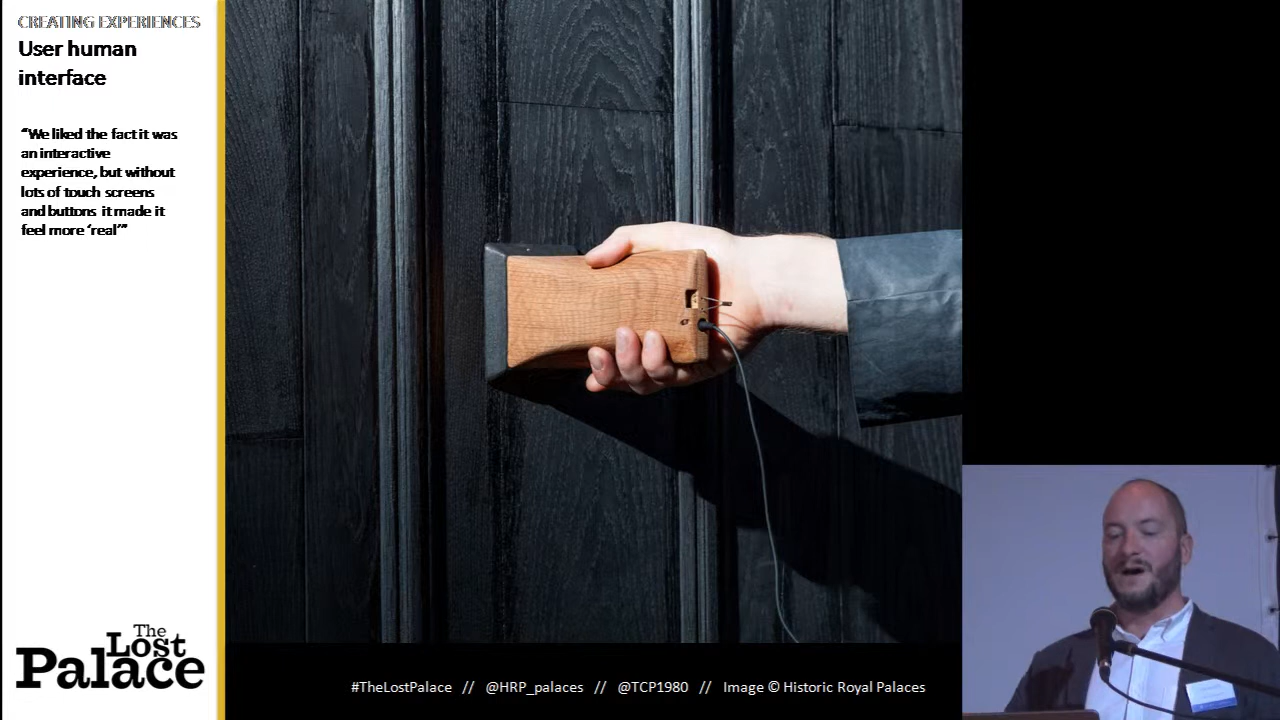 CREATING EXPERIENCES
User human
interface
“We liked the fact it was
an interactive
experience, but without
lots of touch screens
and buttons it made it
feel more ‘real’”
The
Lost
Palace
#TheLostPalace // @HRP_palaces // @TCP1980 // Image © Historic Royal Palaces